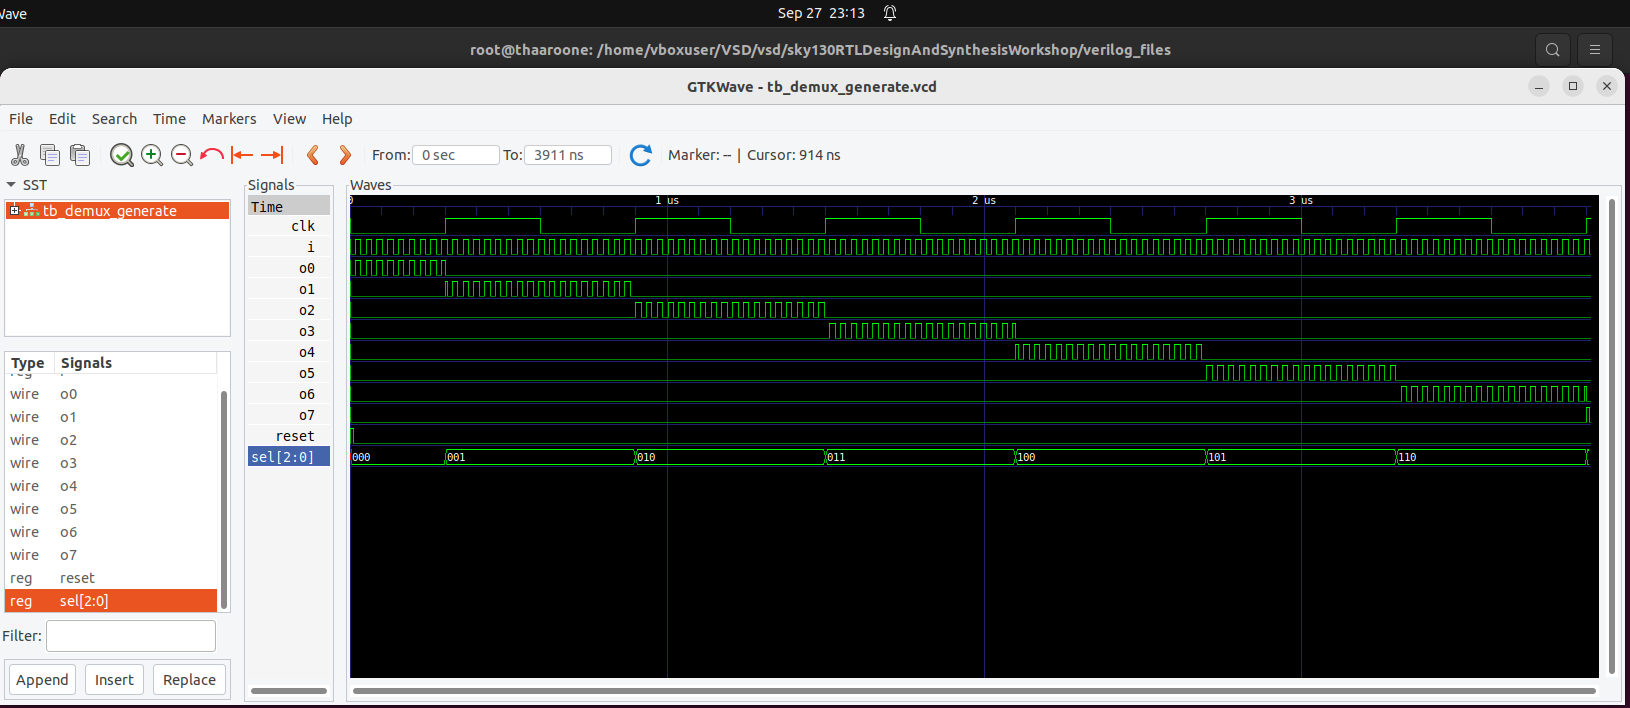 Wave
Sep 27 23:13
root@thaaroone: /home/vboxuser/VSD/vsd/sky130RTLDesignAndSynthesisWorkshop/verilog_files
GTKWave - tb_demux_generate.vcd
File Edit Search Time Markers View Help
From: 0 sec To: 3911 ns Marker: -- | Cursor: 914 ns
SST
tb_demux_generate
Type Signals
wire o0
wire o1
wire o2
wire o3
wire o4
wire o5
wire o6
wire o7
reg reset
reg sel[2:0]
Filter:
Append Insert Replace
Signals
Time
clk
i
o0
o1
o2
o3
o4
o5
o6
o7
reset
sel[2:0]
Waves
0 1 us 2 us 3 us
000 001 010 011 100 101 110